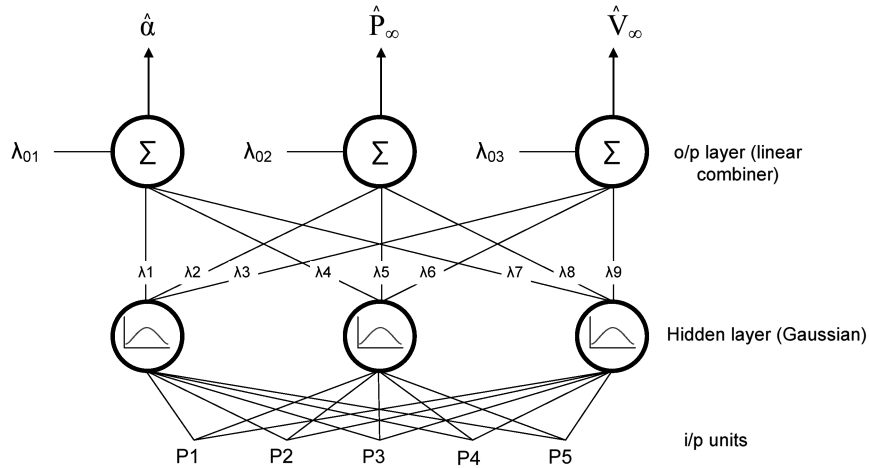 α̂ P̂∞ V̂∞
λ01 Σ λ02 Σ λ03 Σ o/p layer (linear
combiner)
λ1 λ2 λ3 λ4 λ5 λ6 λ7 λ8 λ9
Hidden layer (Gaussian)
P1 P2 P3 P4 P5 i/p units